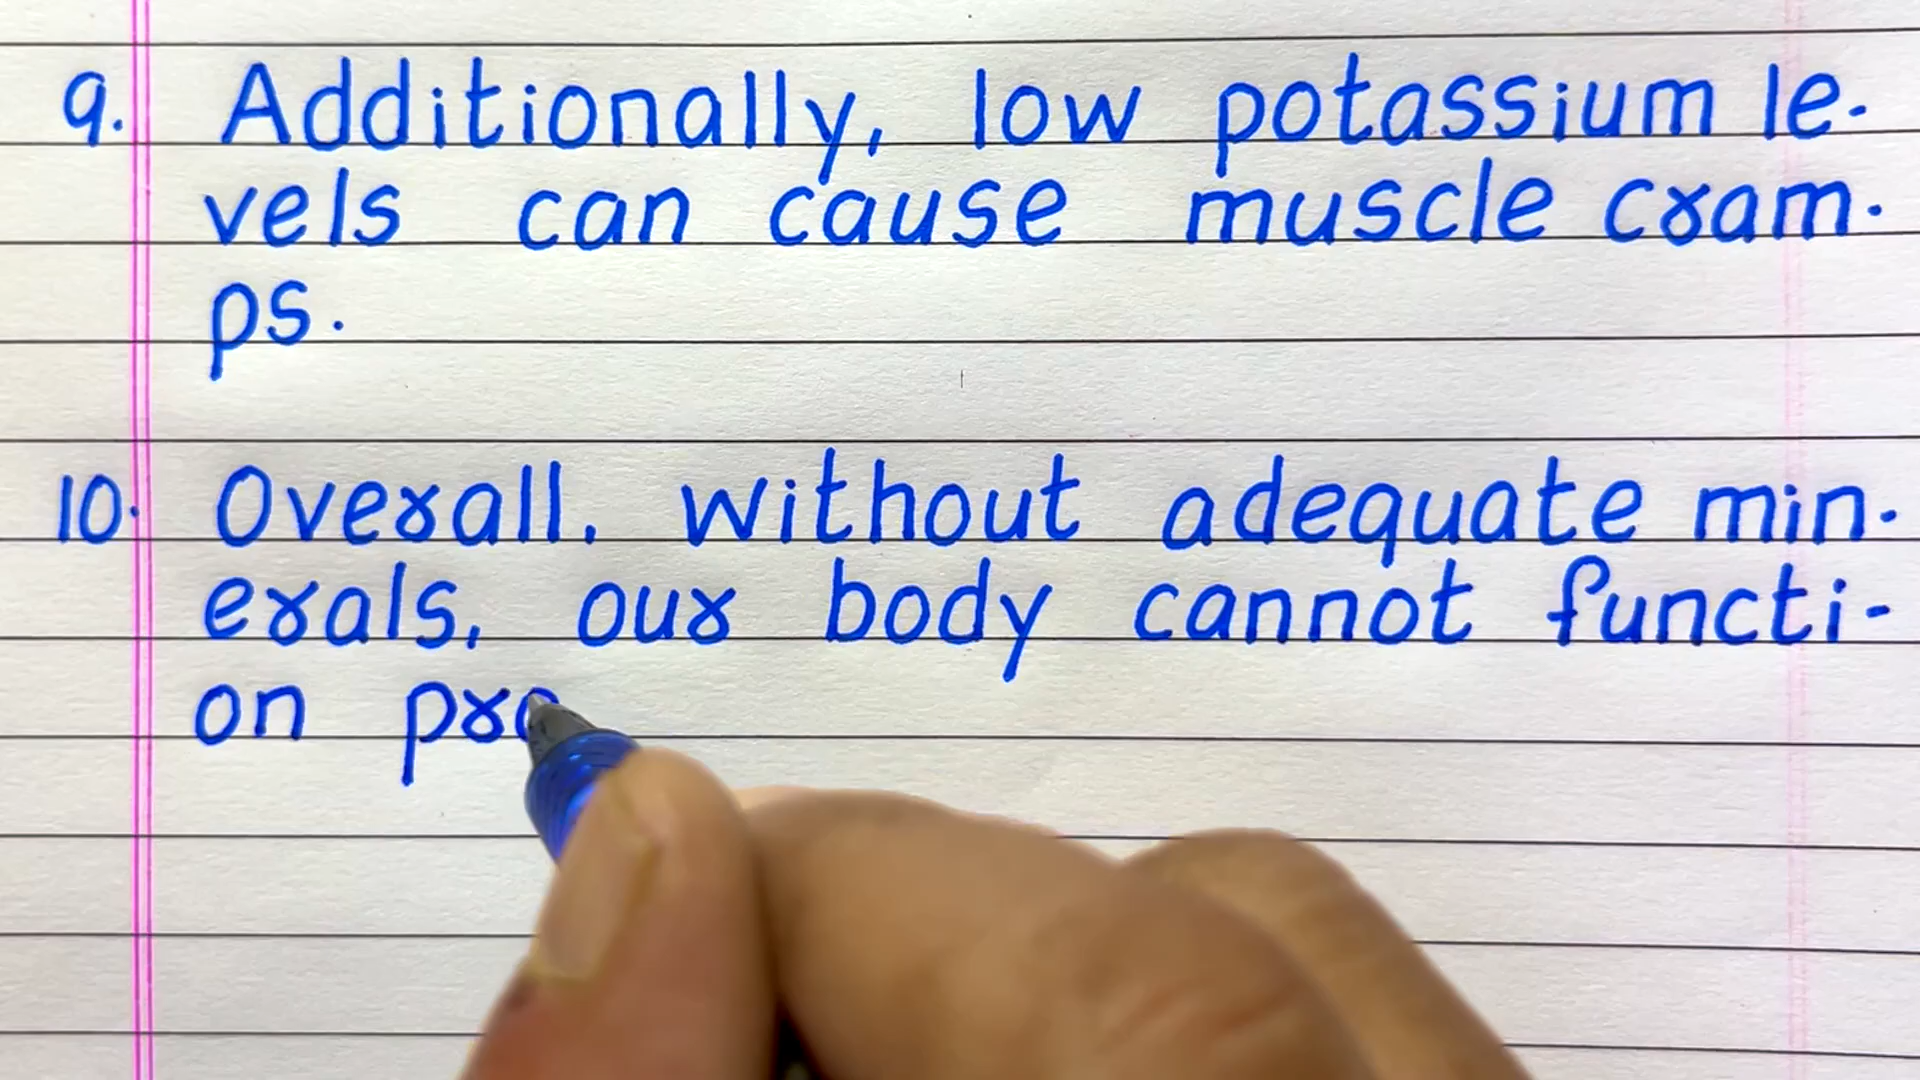 9. Additionally, low potassium le-
vels can cause muscle cram-
ps.
10. Overall, without adequate min-
erals, our body cannot functi-
on pro